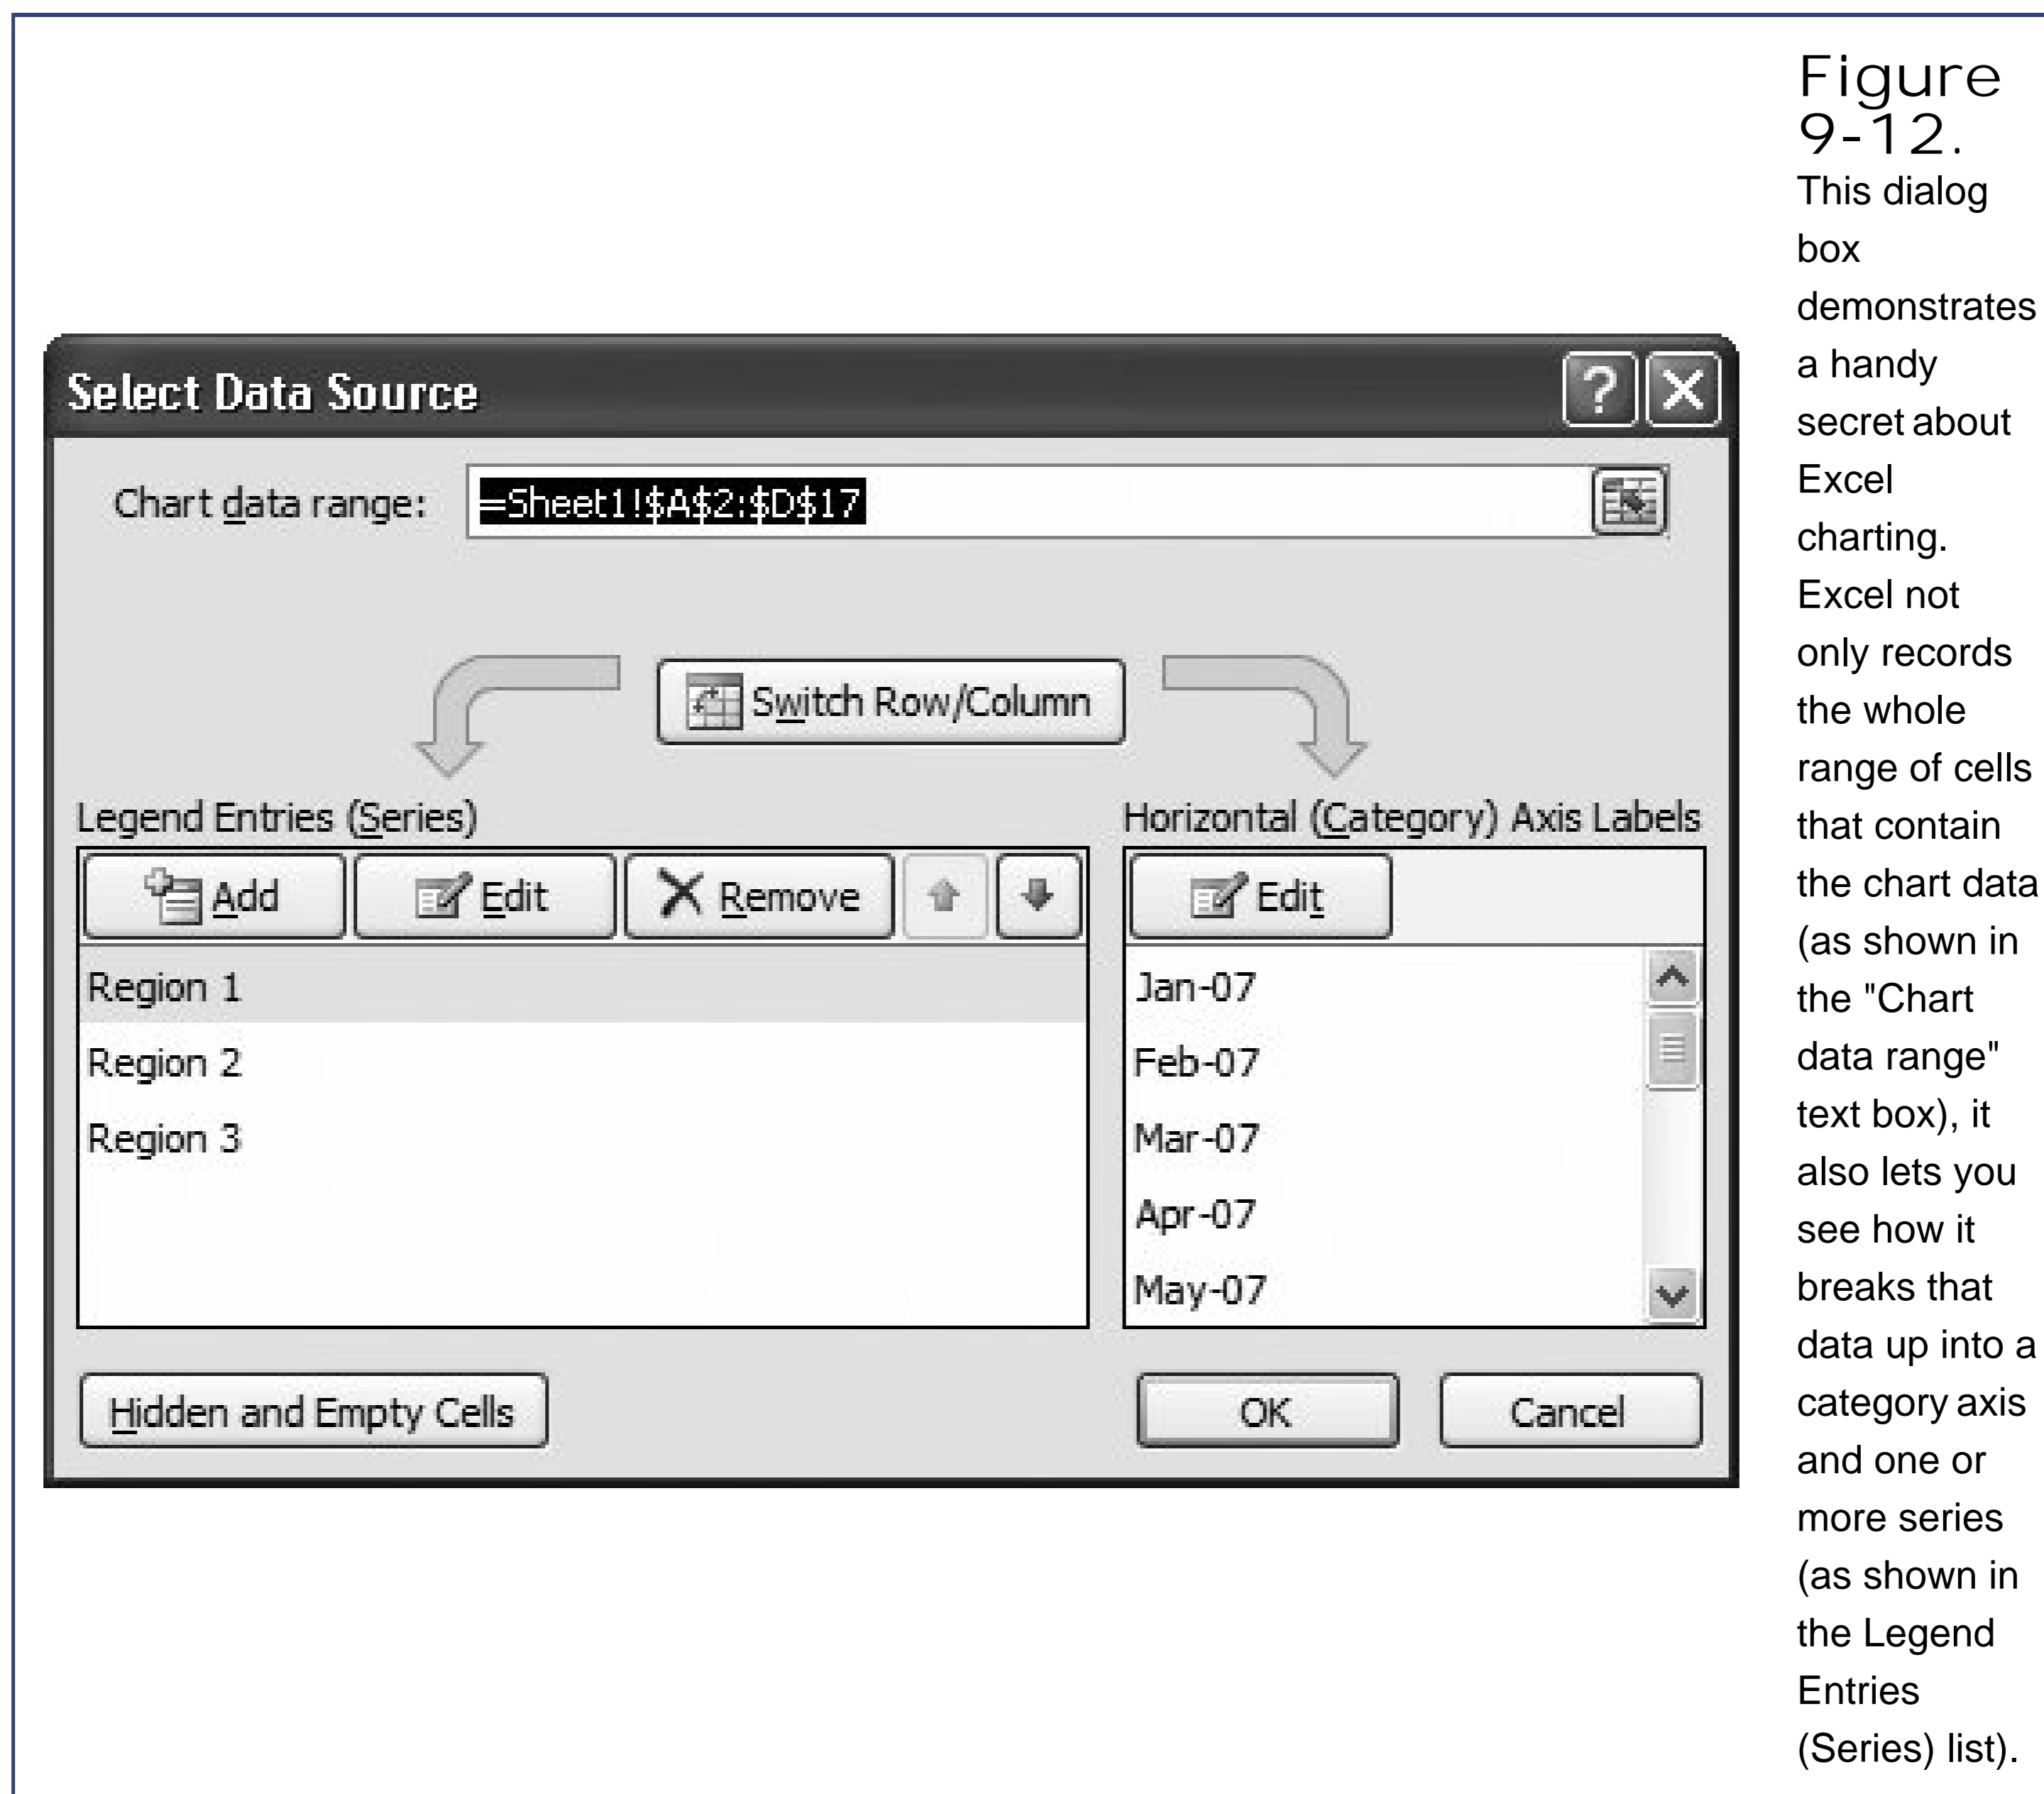 Figure
9-12.
This dialog
box
demonstrates
a handy
secret about
Excel
charting.
Excel not
only records
the whole
range of cells
that contain
the chart data
(as shown in
the "Chart
data range"
text box), it
also lets you
see how it
breaks that
data up into a
category axis
and one or
more series
(as shown in
the Legend
Entries
(Series) list).
Select Data Source
Chart data range: =Sheet1!$A$2:$D$17
Switch Row/Column
Legend Entries (Series)
Add Edit Remove
Region 1
Region 2
Region 3
Horizontal (Category) Axis Labels
Edit
Jan-07
Feb-07
Mar-07
Apr-07
May-07
Hidden and Empty Cells
OK Cancel